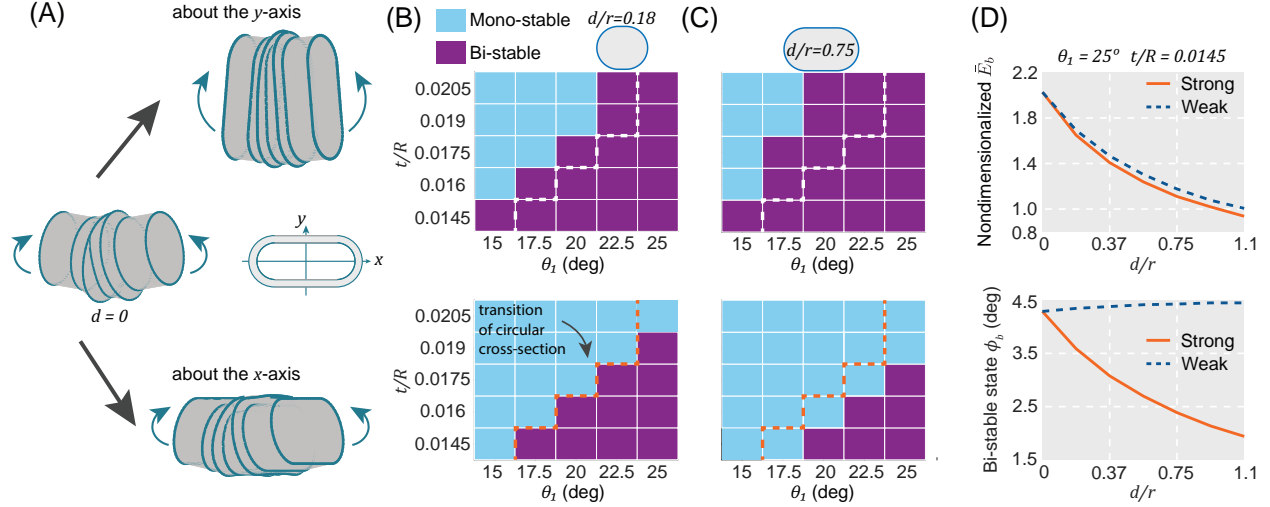 (A)
about the y-axis
y
x
d = 0
about the x-axis
(B)
Mono-stable
Bi-stable
d/r=0.18
t/R
0.0205
0.019
0.0175
0.016
0.0145
15 17.5 20 22.5 25
θ₁ (deg)
transition
of circular
cross-section
t/R
0.0205
0.019
0.0175
0.016
0.0145
15 17.5 20 22.5 25
θ₁ (deg)
(C)
d/r=0.75
15 17.5 20 22.5 25
θ₁ (deg)
15 17.5 20 22.5 25
θ₁ (deg)
(D)
θ₁ = 25° t/R = 0.0145
Nondimensionalized Ē_b
2.2
1.8
1.4
1.0
0.8
Strong
Weak
0 0.37 0.75 1.1
d/r
Bi-stable state ϕ_b (deg)
4.5
3.5
2.5
1.5
Strong
Weak
0 0.37 0.75 1.1
d/r